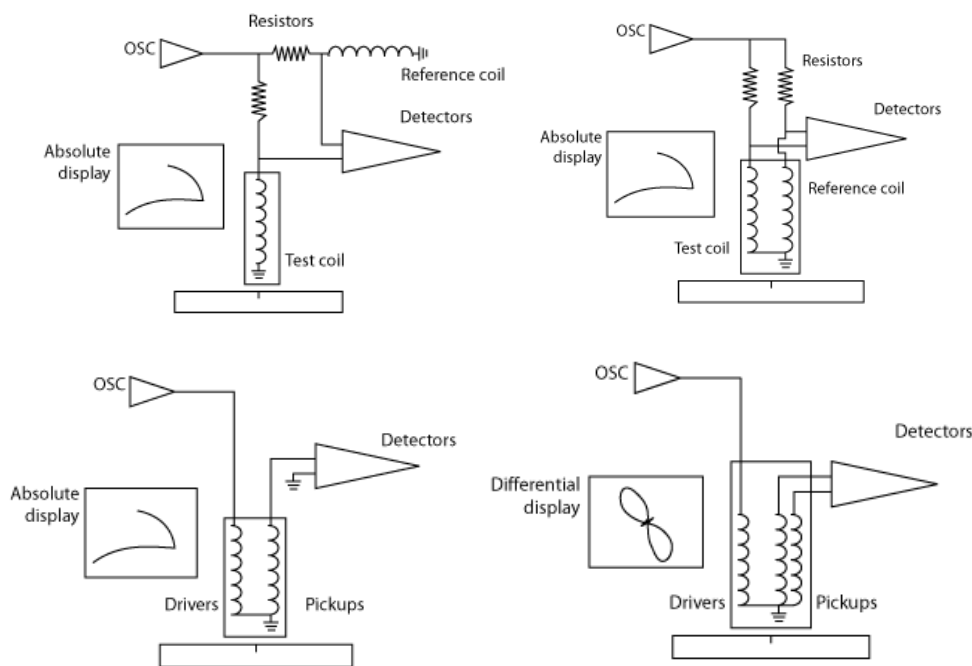 Resistors
OSC
Reference coil
Detectors
Absolute
display
Test coil
OSC
Resistors
Detectors
Absolute
display
Reference coil
Test coil
OSC
Detectors
Absolute
display
Drivers
Pickups
OSC
Detectors
Differential
display
Drivers
Pickups